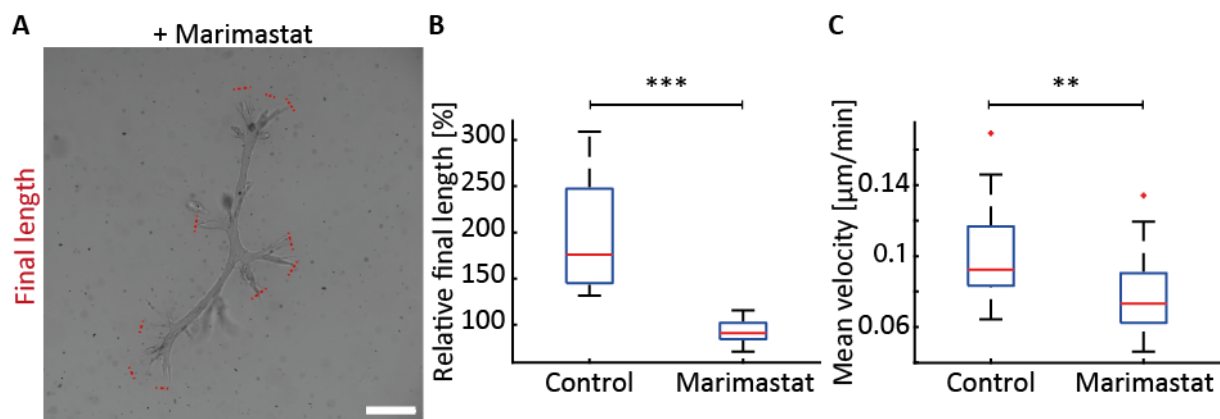 A
+ Marimastat
Final length
B
***
Relative final length [%]
300
250
200
150
100
Control
Marimastat
C
**
Mean velocity [µm/min]
0.14
0.1
0.06
Control
Marimastat